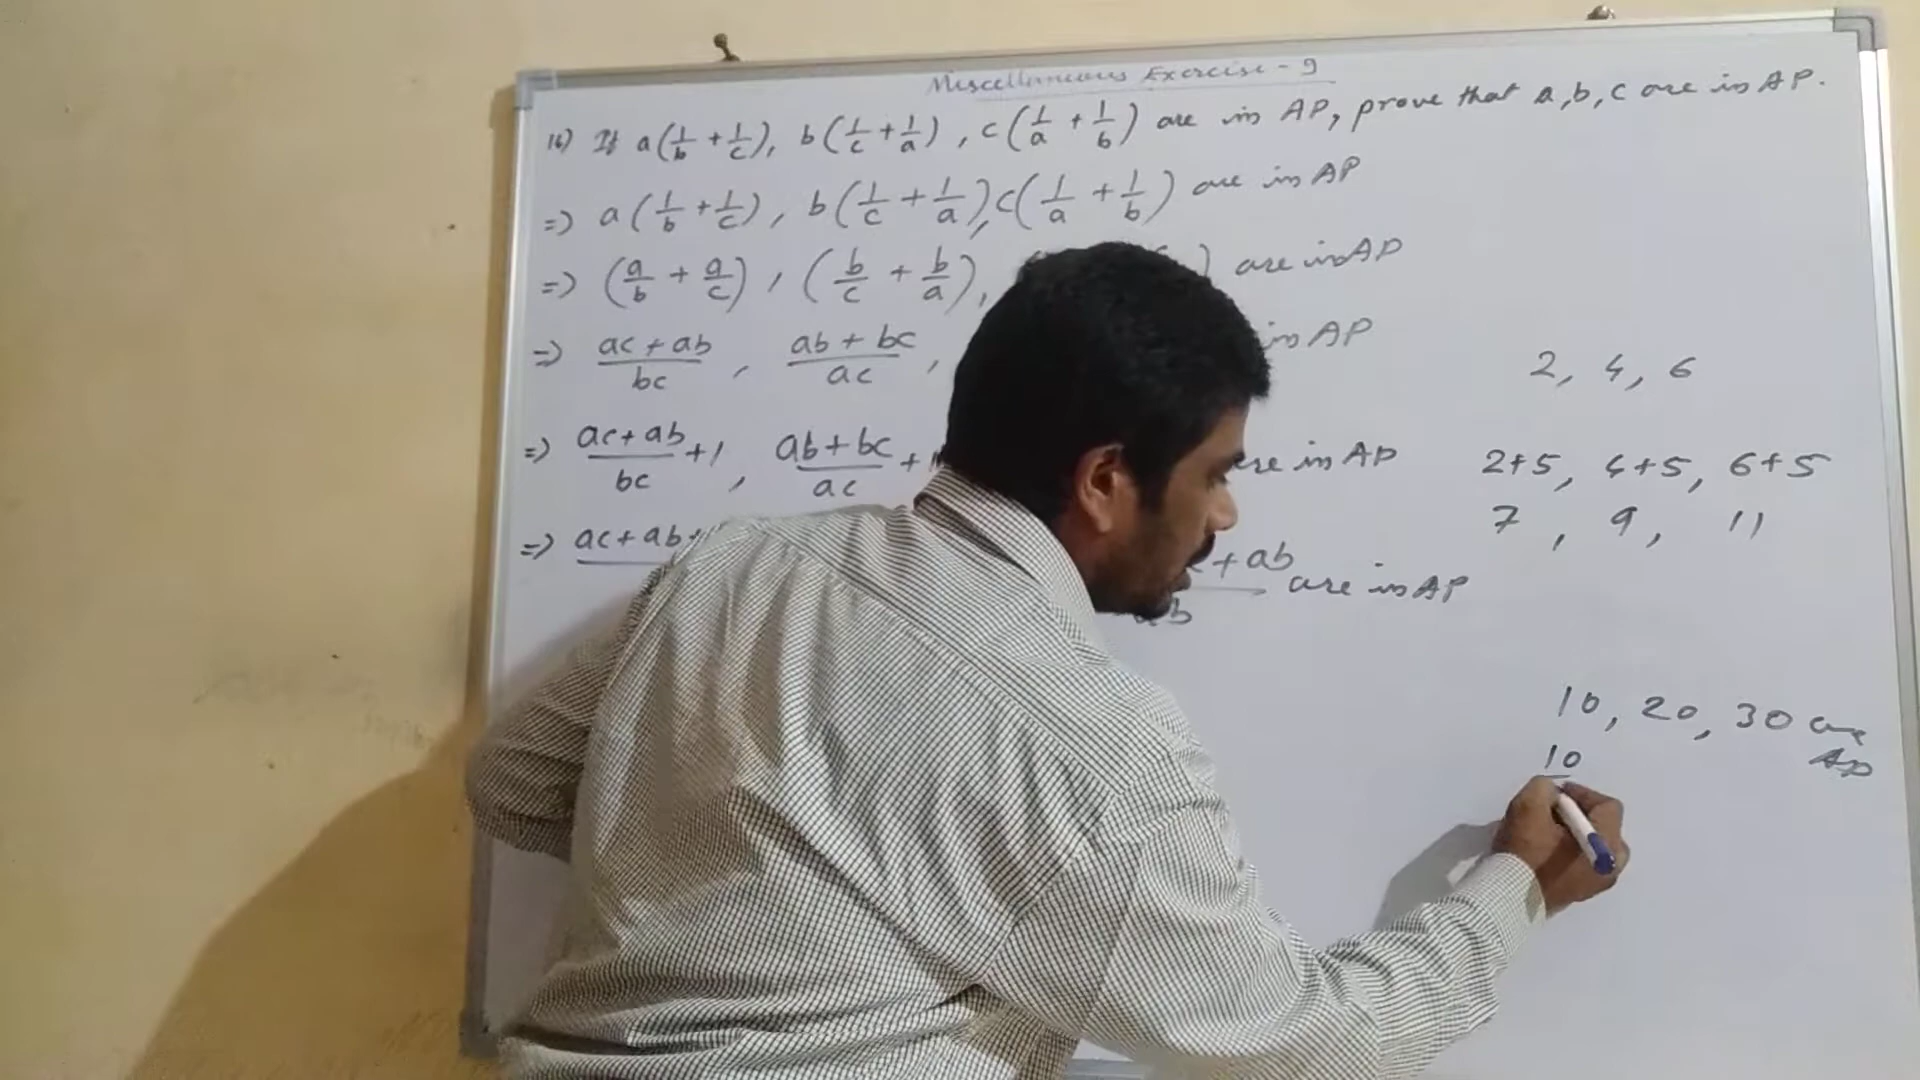 Miscellaneous Exercise - 9
16) If a(1/b + 1/c), b(1/c + 1/a), c(1/a + 1/b) are in AP, prove that a, b, c are in AP.
=> a(1/b + 1/c), b(1/c + 1/a), c(1/a + 1/b) are in AP
=> (a/b + a/c), (b/c + b/a), ) are in AP
=> (ac + ab)/bc, (ab + bc)/ac, in AP
2, 4, 6
=> (ac + ab)/bc + 1, (ab + bc)/ac + are in AP
2+5, 4+5, 6+5
7, 9, 11
=> ac + ab + + ab are in AP
10, 20, 30 are
AP
10